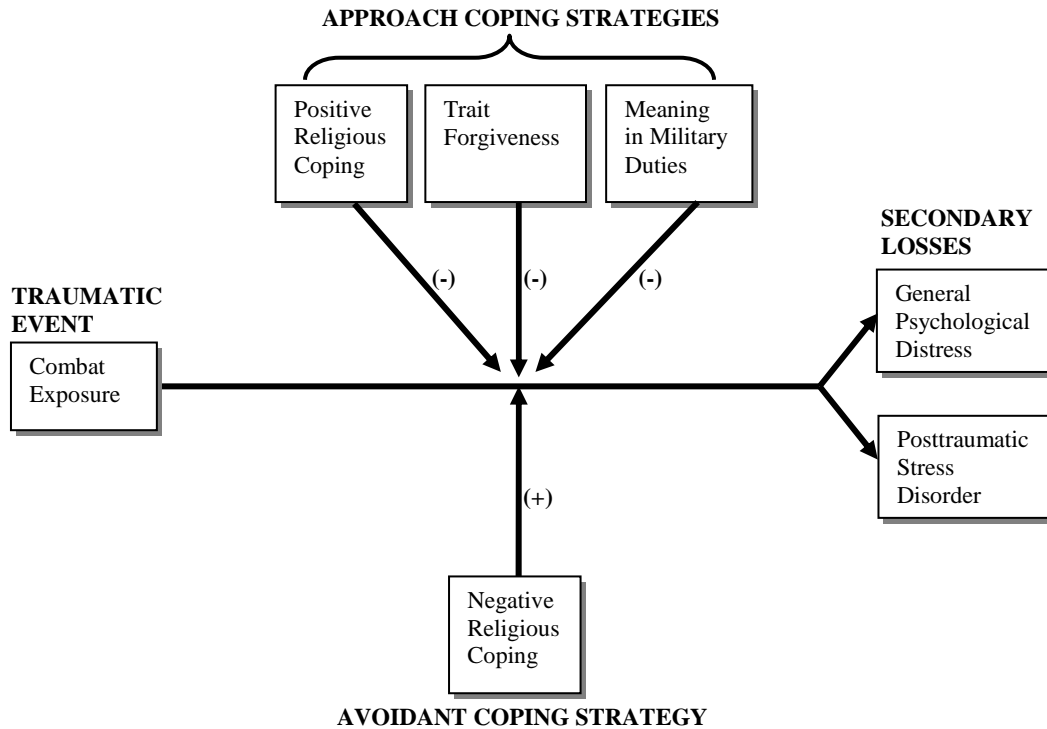 APPROACH COPING STRATEGIES
Positive
Religious
Coping
Trait
Forgiveness
Meaning
in Military
Duties
(-)
(-)
(-)
TRAUMATIC
EVENT
Combat
Exposure
SECONDARY
LOSSES
General
Psychological
Distress
Posttraumatic
Stress
Disorder
(+)
Negative
Religious
Coping
AVOIDANT COPING STRATEGY